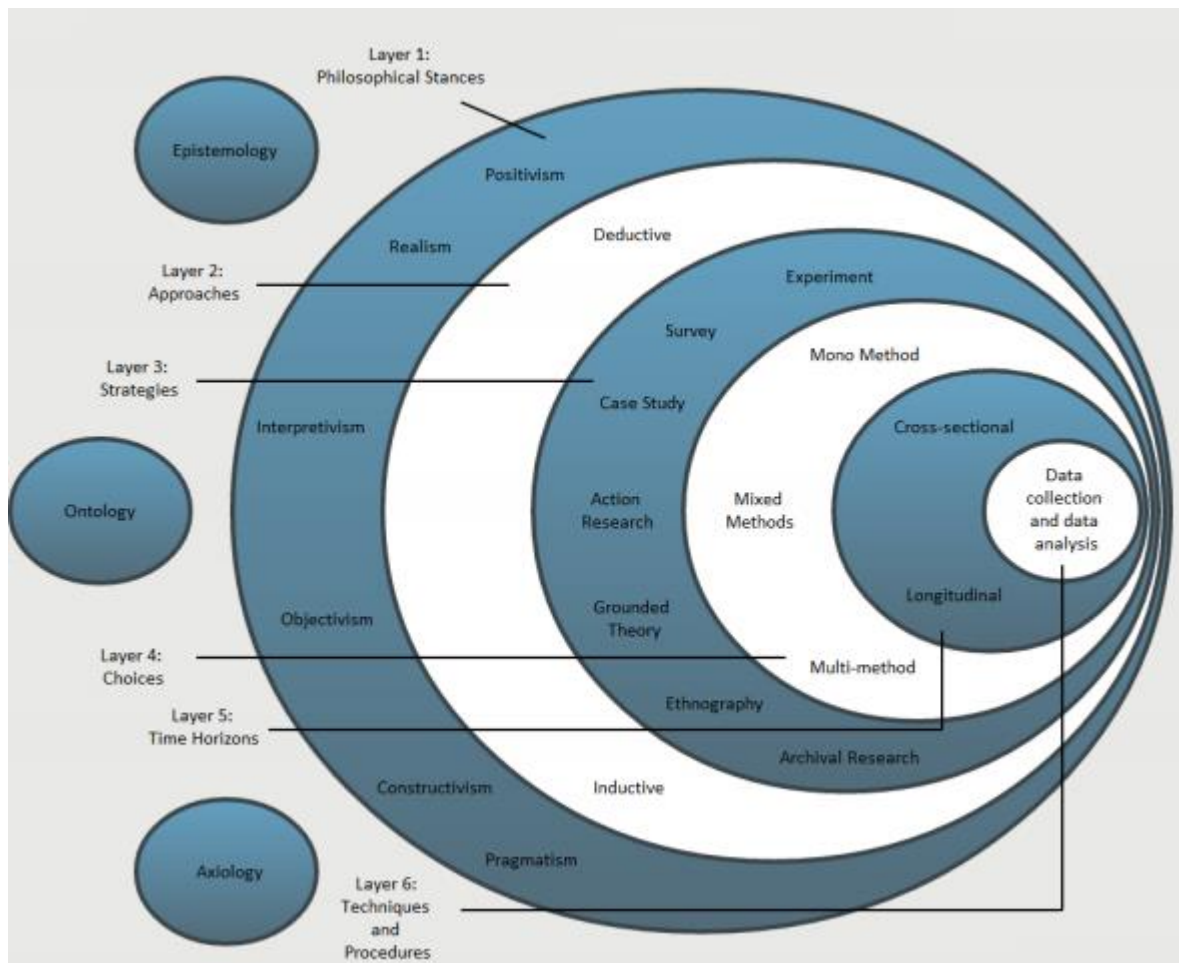 Layer 1:
Philosophical Stances
Epistemology
Positivism
Realism
Deductive
Layer 2:
Approaches
Experiment
Survey
Mono Method
Layer 3:
Strategies
Case Study
Interpretivism
Cross-sectional
Ontology
Action
Research
Mixed
Methods
Data
collection
and data
analysis
Longitudinal
Objectivism
Grounded
Theory
Layer 4:
Choices
Multi-method
Ethnography
Layer 5:
Time Horizons
Archival Research
Constructivism
Inductive
Pragmatism
Axiology
Layer 6:
Techniques
and
Procedures